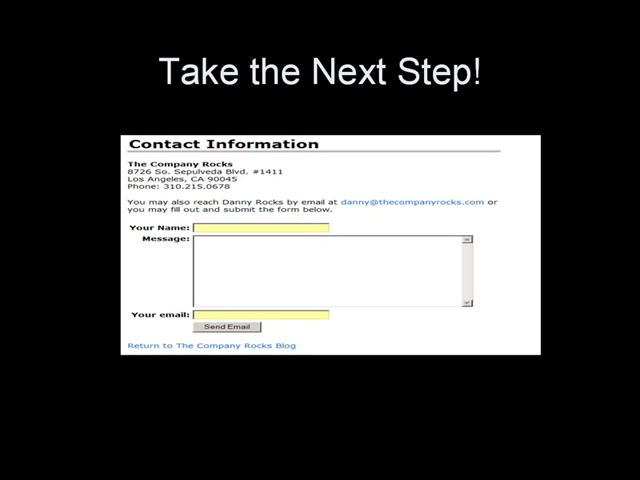 Take the Next Step!
Contact Information
The Company Rocks
8726 So. Sepulveda Blvd, #1411
Los Angeles, CA 90045
Phone: 310.215.0678
You may also reach Danny Rocks by email at danny@thecompanyrocks.com or
you may fill out and submit the form below.
Your Name:
Message:
Your email:
Send Email
Return to The Company Rocks Blog